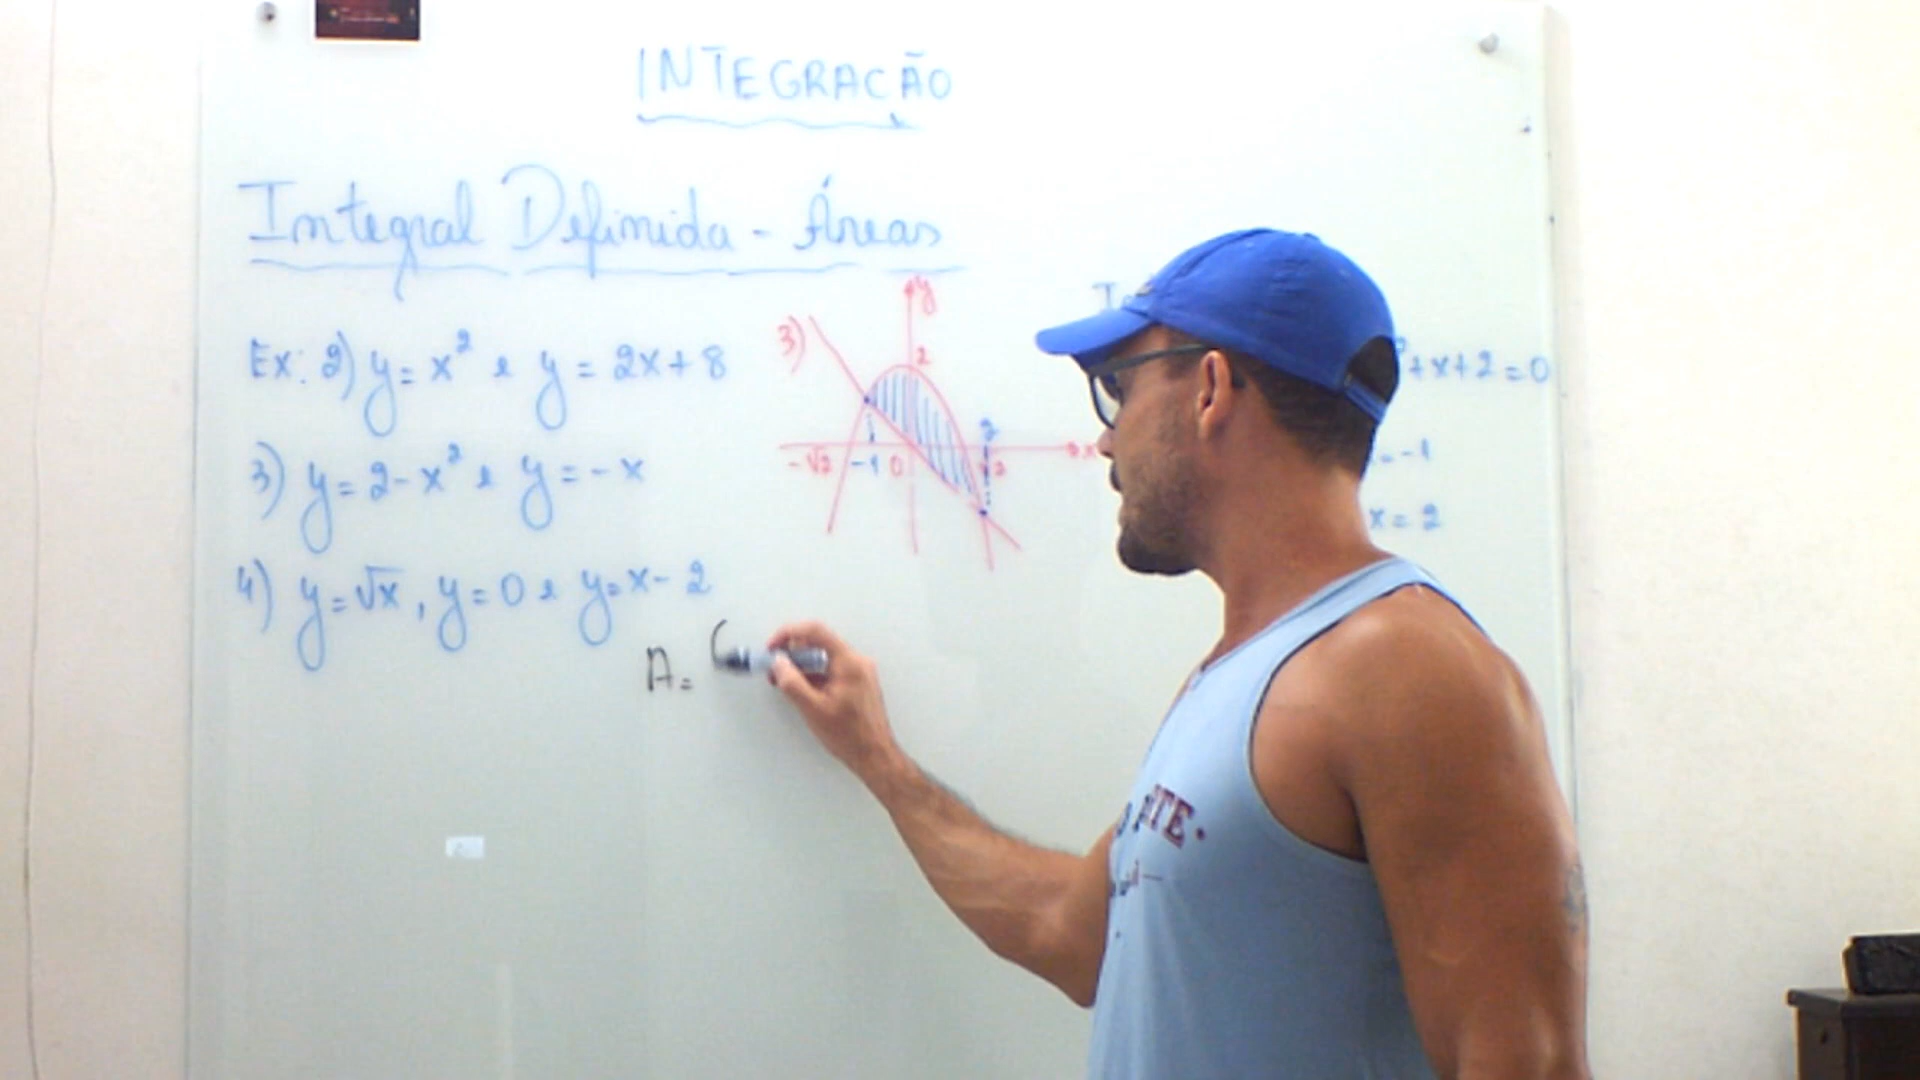 INTEGRAÇÃO
Integral Definida - Áreas
Ex: 2) y = x² e y = 2x + 8
3) y = 2 - x² e y = -x
4) y = √x, y = 0 e y = x - 2
A =
3)
y
2
2
-√2 -1 0 √2 x
+x+2=0
= -1
x = 2